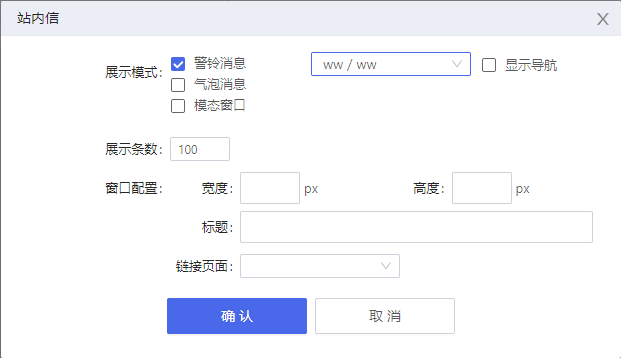 站内信
展示模式： 警铃消息 ww / ww 显示导航
气泡消息
模态窗口
展示条数： 100
窗口配置： 宽度： px 高度： px
标题：
链接页面：
确 认 取 消